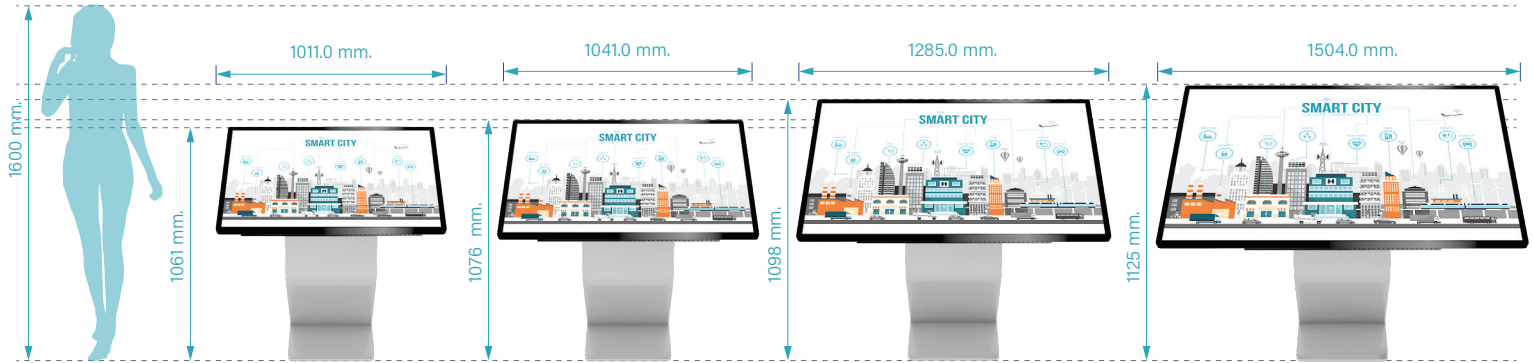 1600 mm.
1011.0 mm.
1061 mm.
SMART CITY
1041.0 mm.
1076 mm.
SMART CITY
1285.0 mm.
1098 mm.
SMART CITY
1504.0 mm.
1125 mm.
SMART CITY
H
H
H
H